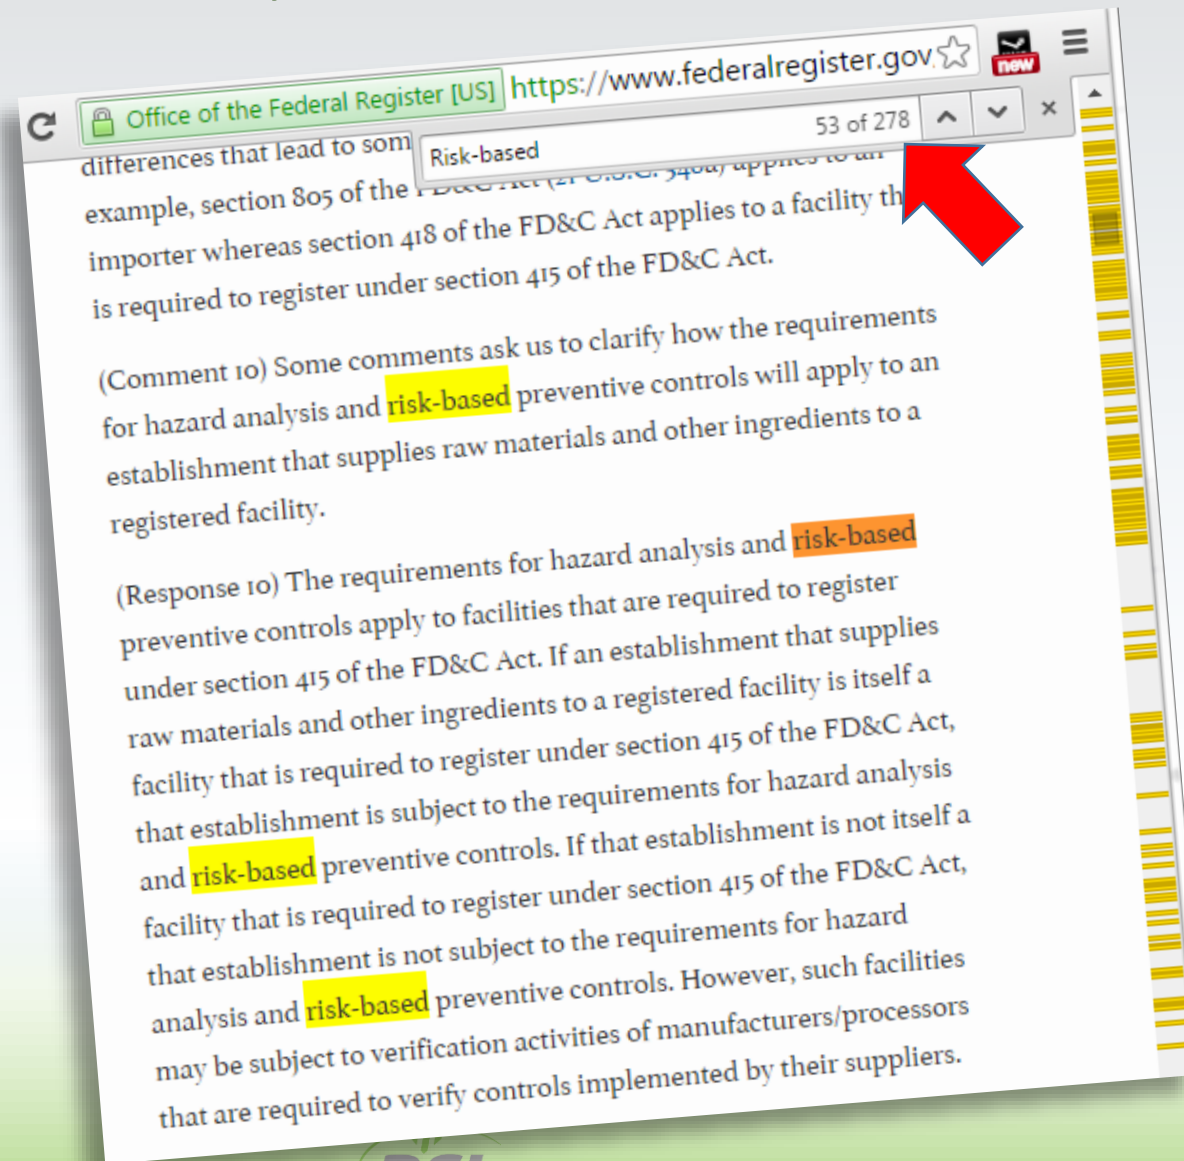 Office of the Federal Register [US] https://www.federalregister.gov
new
Risk-based 53 of 278
differences that lead to som
example, section 805 of the FD&C Act (21 U.S.C. 348a) applies to an
importer whereas section 418 of the FD&C Act applies to a facility th
is required to register under section 415 of the FD&C Act.
(Comment 10) Some comments ask us to clarify how the requirements
for hazard analysis and risk-based preventive controls will apply to an
establishment that supplies raw materials and other ingredients to a
registered facility.
(Response 10) The requirements for hazard analysis and risk-based
preventive controls apply to facilities that are required to register
under section 415 of the FD&C Act. If an establishment that supplies
raw materials and other ingredients to a registered facility is itself a
facility that is required to register under section 415 of the FD&C Act,
that establishment is subject to the requirements for hazard analysis
and risk-based preventive controls. If that establishment is not itself a
facility that is required to register under section 415 of the FD&C Act,
that establishment is not subject to the requirements for hazard
analysis and risk-based preventive controls. However, such facilities
may be subject to verification activities of manufacturers/processors
that are required to verify controls implemented by their suppliers.